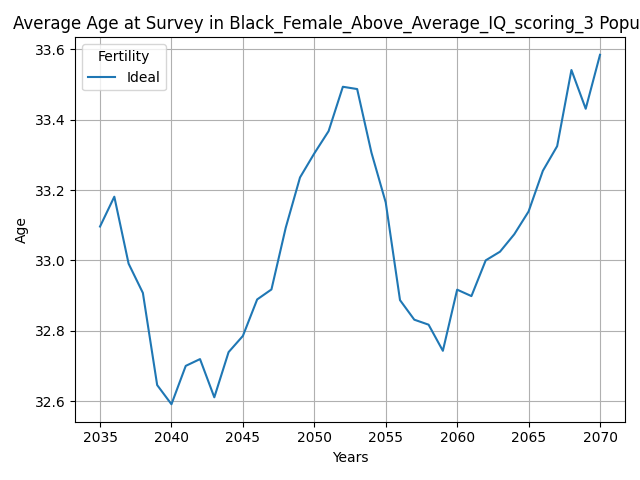 Average Age at Survey in Black_Female_Above_Average_IQ_scoring_3 Popu
Fertility
Ideal
33.6
33.4
33.2
33.0
32.8
32.6
Age
2035 2040 2045 2050 2055 2060 2065 2070
Years